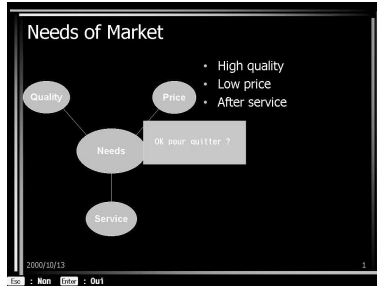 Needs of Market
• High quality
• Low price
• After service
Quality
Price
Needs
OK pour quitter ?
Service
2000/10/13
1
Esc : Non Enter : Oui